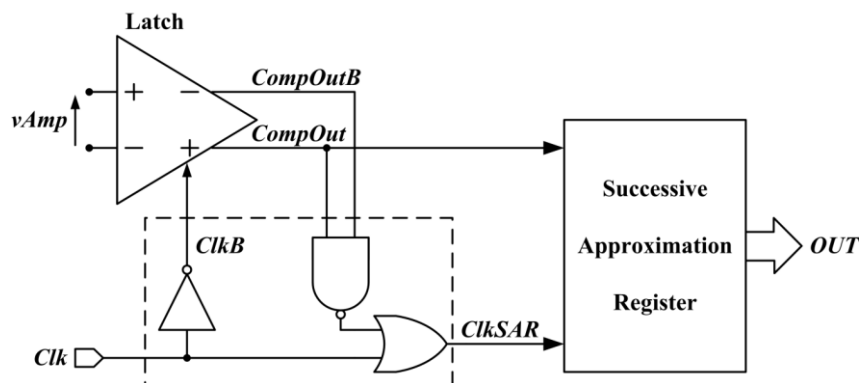 Latch
CompOutB
vAmp
+ −
− +
CompOut
Successive
Approximation
Register
OUT
ClkB
ClkSAR
Clk